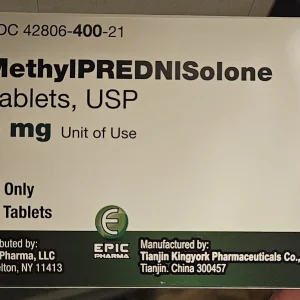 DC 42806-400-21
MethylPREDNISolone
ablets, USP
mg Unit of Use
Only
Tablets
EPIC
PHARMA
buted by:
Pharma, LLC
elton, NY 11413
Manufactured by:
Tianjin Kingyork Pharmaceuticals Co.,
Tianjin. China 300457